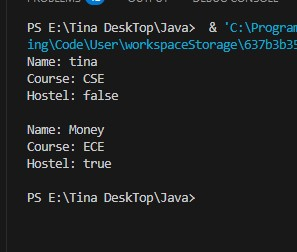 PS E:\Tina DeskTop\Java>  & 'C:\Program
ing\Code\User\workspaceStorage\637b3b35
Name: tina
Course: CSE
Hostel: false
Name: Money
Course: ECE
Hostel: true
PS E:\Tina DeskTop\Java>